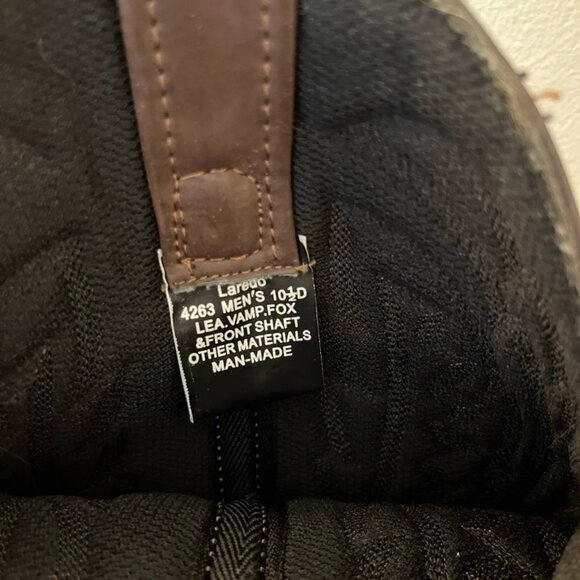 Laredo
4263 MEN'S 10½D
LEA.VAMP.FOX
&FRONT SHAFT
OTHER MATERIALS
MAN-MADE